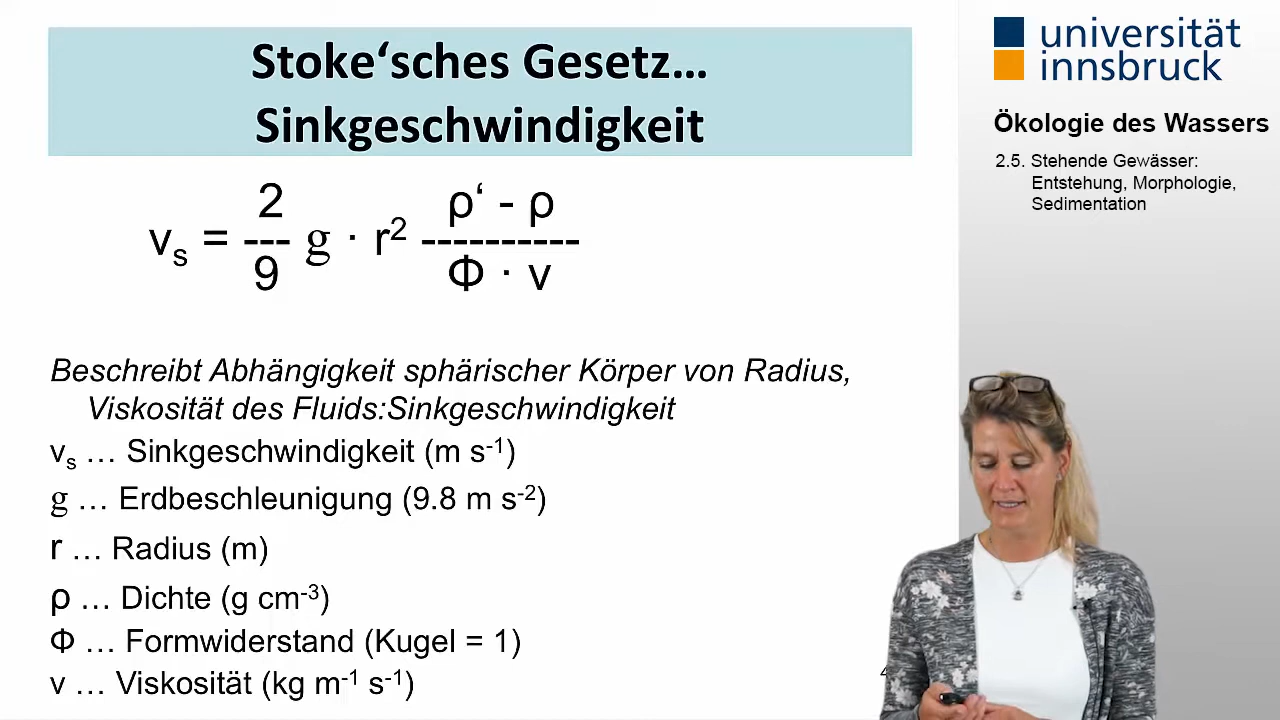 Stoke‘sches Gesetz…
Sinkgeschwindigkeit
universität
innsbruck
Ökologie des Wassers
2.5. Stehende Gewässer:
Entstehung, Morphologie,
Sedimentation
2 ρ‘ - ρ
vₛ = --- g · r² ----------
9 Φ · ν
Beschreibt Abhängigkeit sphärischer Körper von Radius,
Viskosität des Fluids:Sinkgeschwindigkeit
vₛ … Sinkgeschwindigkeit (m s⁻¹)
g … Erdbeschleunigung (9.8 m s⁻²)
r … Radius (m)
ρ … Dichte (g cm⁻³)
Φ … Formwiderstand (Kugel = 1)
ν … Viskosität (kg m⁻¹ s⁻¹)